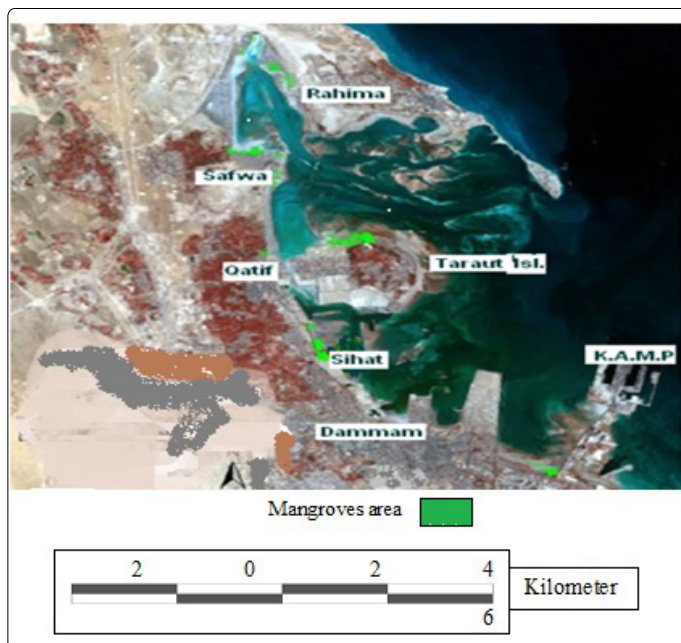 Rahima
Safwa
Qatif
Taraut Isl.
Sihat
K.A.M.P
Dammam
Mangroves area
2 0 2 4
Kilometer
6